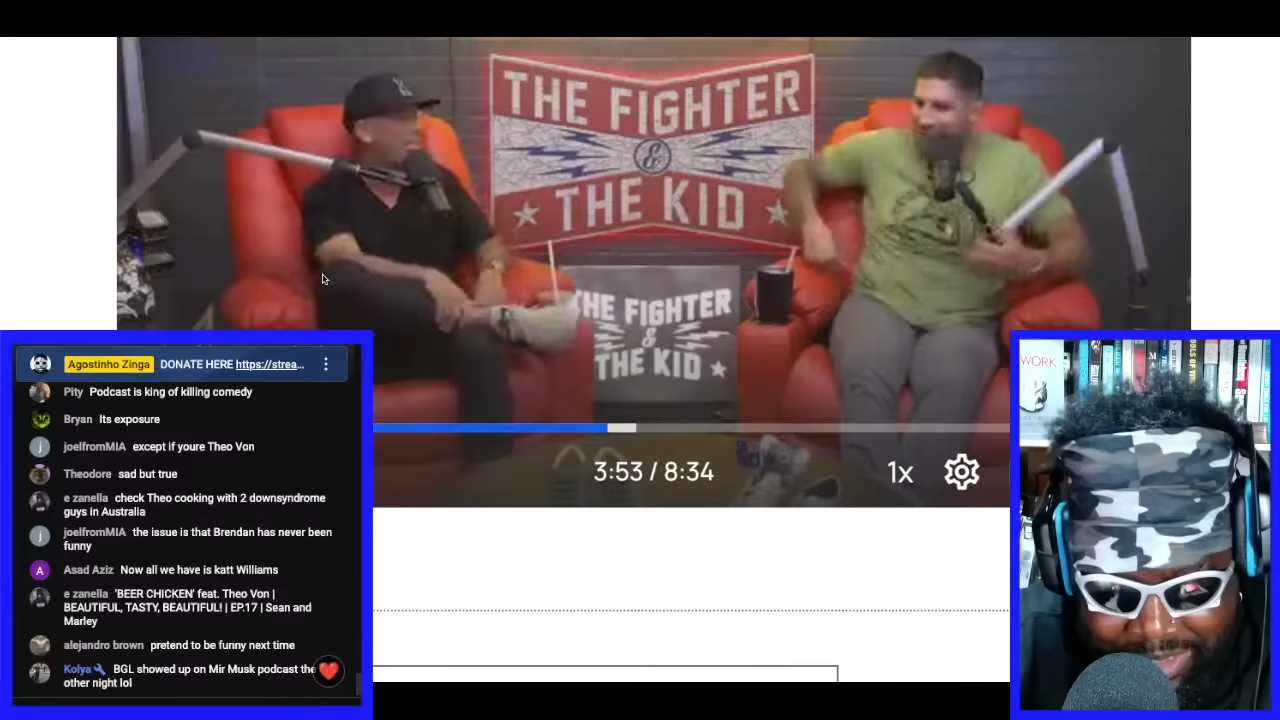 THE FIGHTER
&
THE KID
THE FIGHTER
&
THE KID
3:53 / 8:34
1x
WORK
Agostinho Zinga DONATE HERE https://strea...
Pity Podcast is king of killing comedy
Bryan Its exposure
joelfromMIA except if youre Theo Von
Theodore sad but true
e zanella check Theo cooking with 2 downsyndrome
guys in Australia
joelfromMIA the issue is that Brendan has never been
funny
A
Asad Aziz Now all we have is katt Williams
e zanella 'BEER CHICKEN' feat. Theo Von |
BEAUTIFUL, TASTY, BEAUTIFUL! | EP.17 | Sean and
Marley
alejandro brown pretend to be funny next time
Kolya BGL showed up on Mir Musk podcast the
other night lol